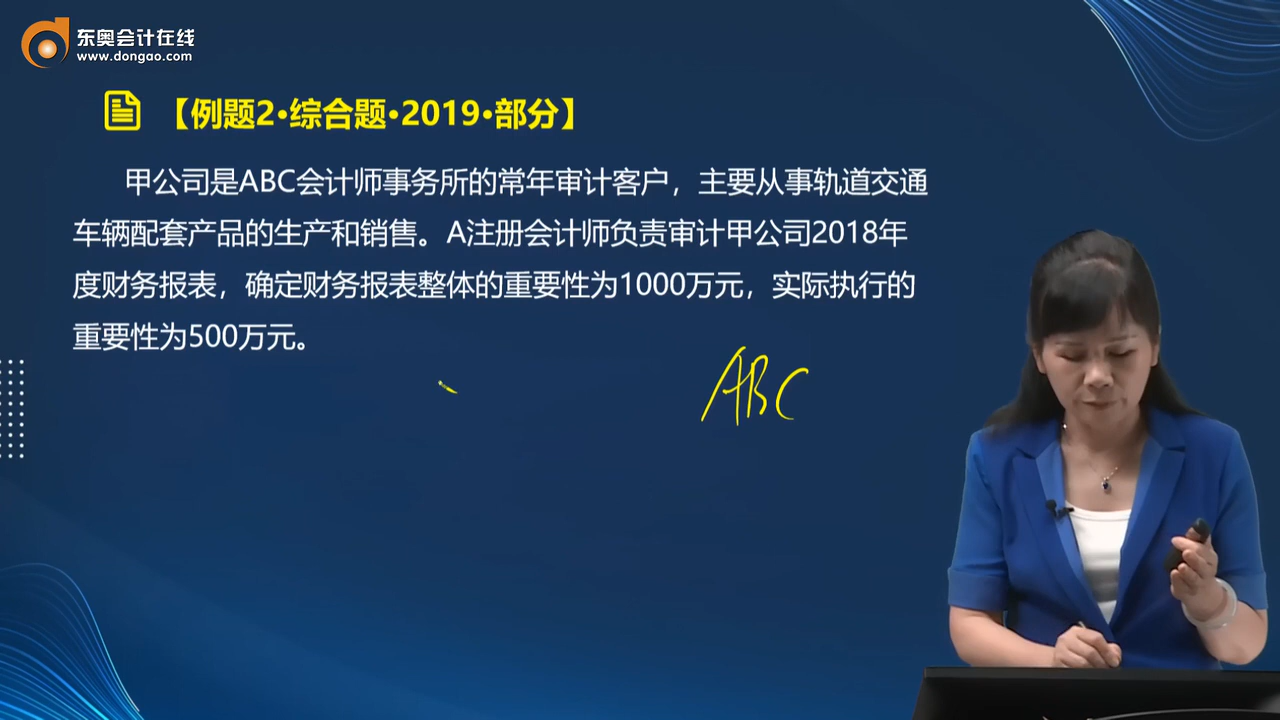 东奥会计在线
www.dongao.com
【例题2•综合题•2019•部分】
甲公司是ABC会计师事务所的常年审计客户，主要从事轨道交通
车辆配套产品的生产和销售。A注册会计师负责审计甲公司2018年
度财务报表，确定财务报表整体的重要性为1000万元，实际执行的
重要性为500万元。
ABC